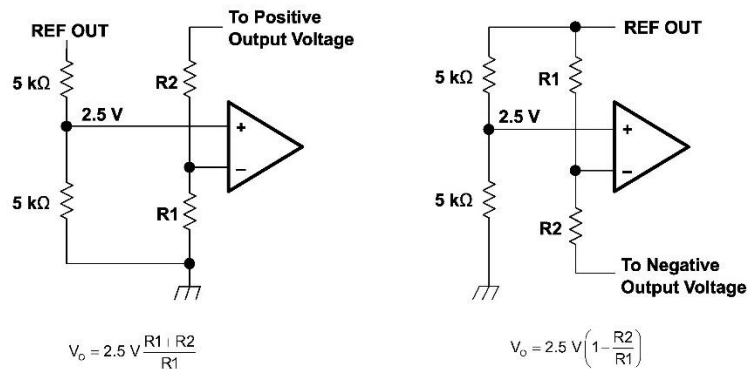 REF OUT
5 kΩ
5 kΩ
2.5 V
To Positive
Output Voltage
R2
R1
+
−
V₀ = 2.5 V (R1 + R2)/R1
REF OUT
5 kΩ
5 kΩ
2.5 V
R1
R2
+
−
To Negative
Output Voltage
V₀ = 2.5 V (1 − R2/R1)